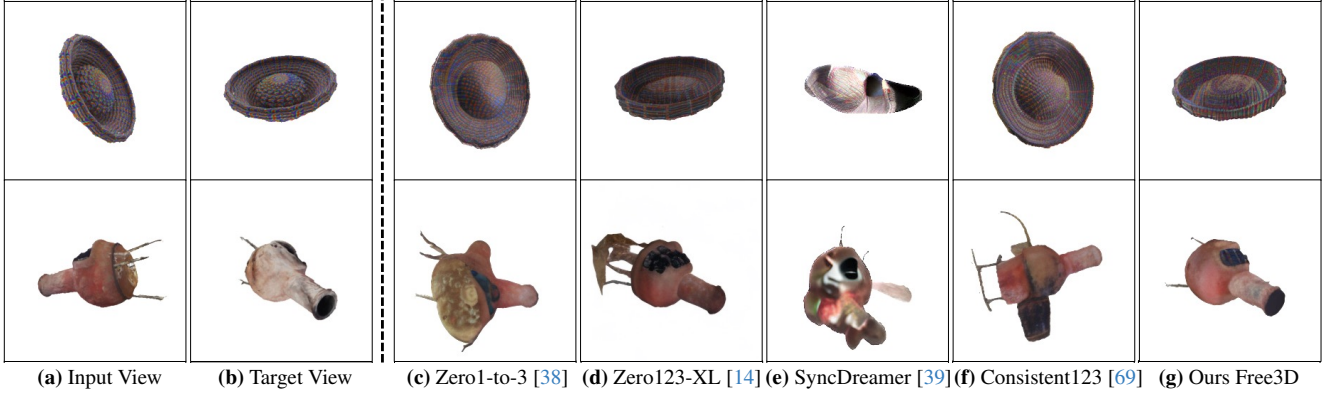 (a) Input View (b) Target View (c) Zero1-to-3 [38] (d) Zero123-XL [14] (e) SyncDreamer [39] (f) Consistent123 [69] (g) Ours Free3D